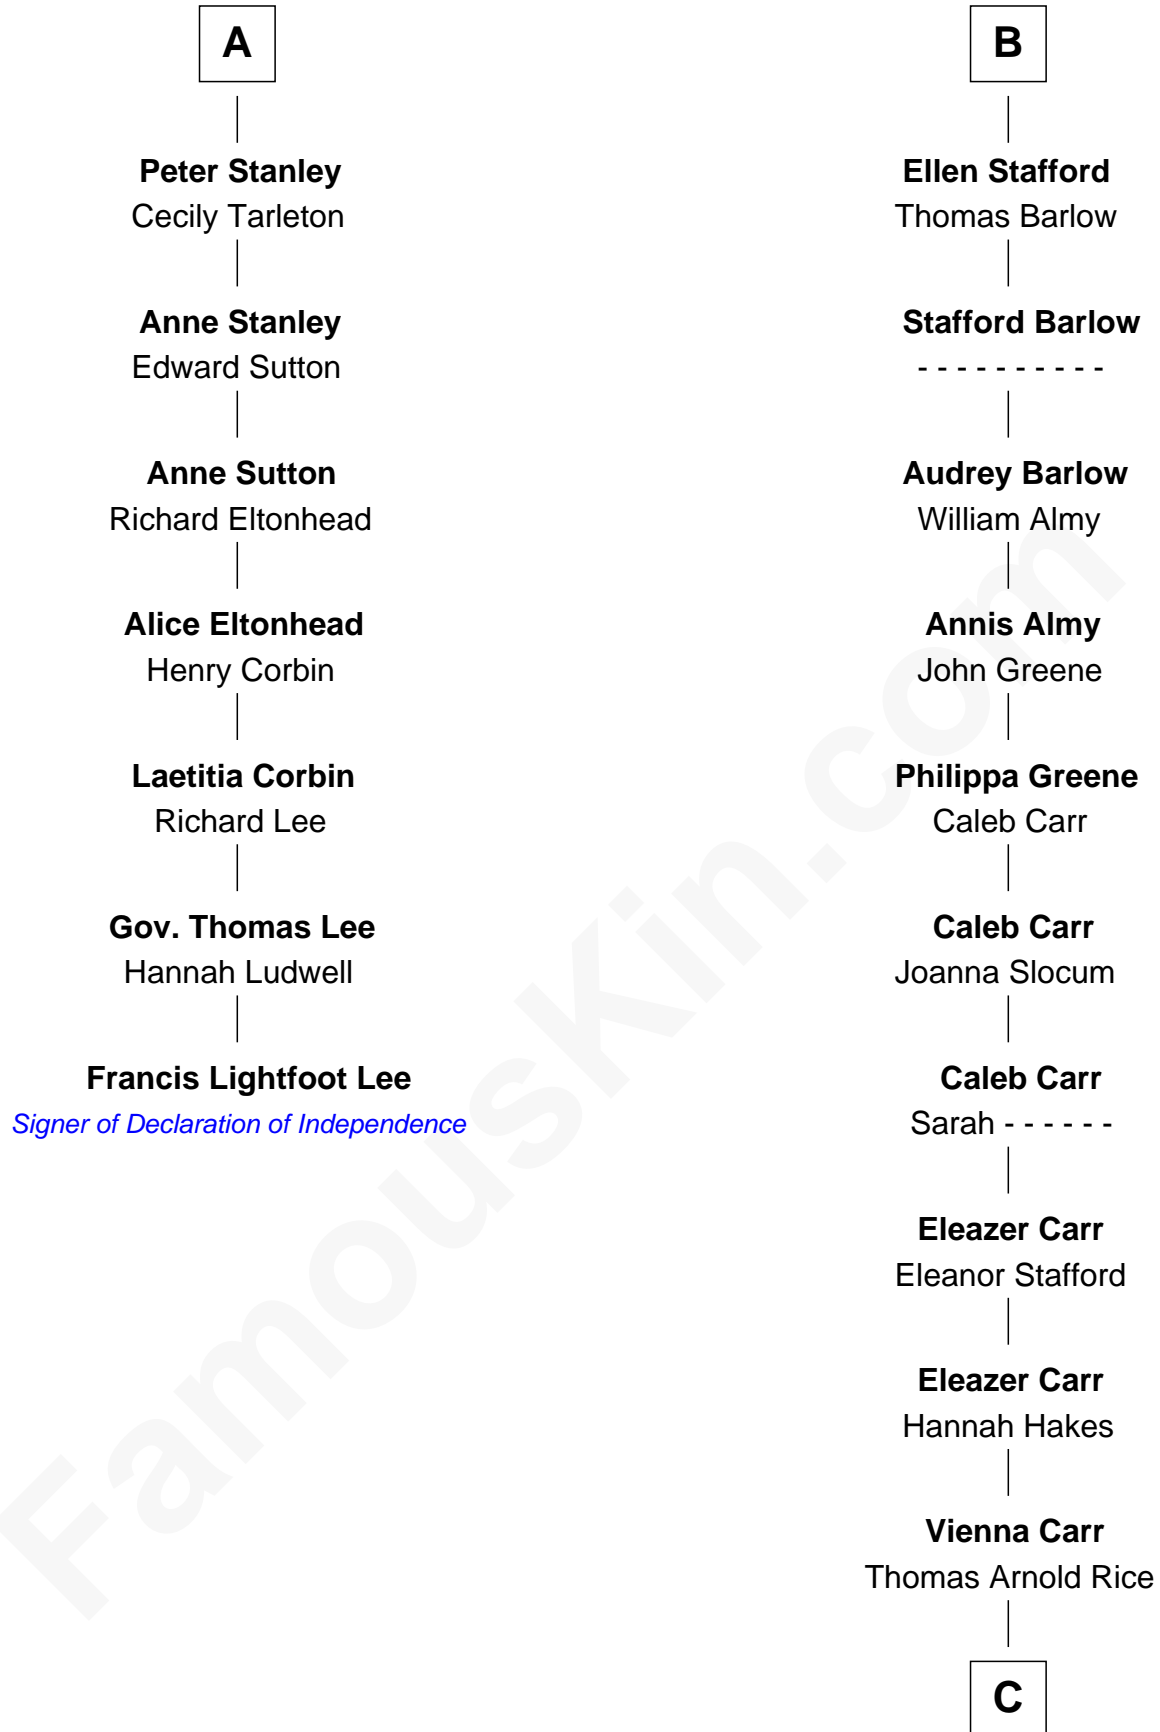 A
Peter Stanley
Cecily Tarleton
Anne Stanley
Edward Sutton
Anne Sutton
Richard Eltonhead
Alice Eltonhead
Henry Corbin
Laetitia Corbin
Richard Lee
Gov. Thomas Lee
Hannah Ludwell
Francis Lightfoot Lee
Signer of Declaration of Independence
B
Ellen Stafford
Thomas Barlow
Stafford Barlow
- - - - - - - - - -
Audrey Barlow
William Almy
Annis Almy
John Greene
Philippa Greene
Caleb Carr
Caleb Carr
Joanna Slocum
Caleb Carr
Sarah - - - - - -
Eleazer Carr
Eleanor Stafford
Eleazer Carr
Hannah Hakes
Vienna Carr
Thomas Arnold Rice
C
FamousKin.com